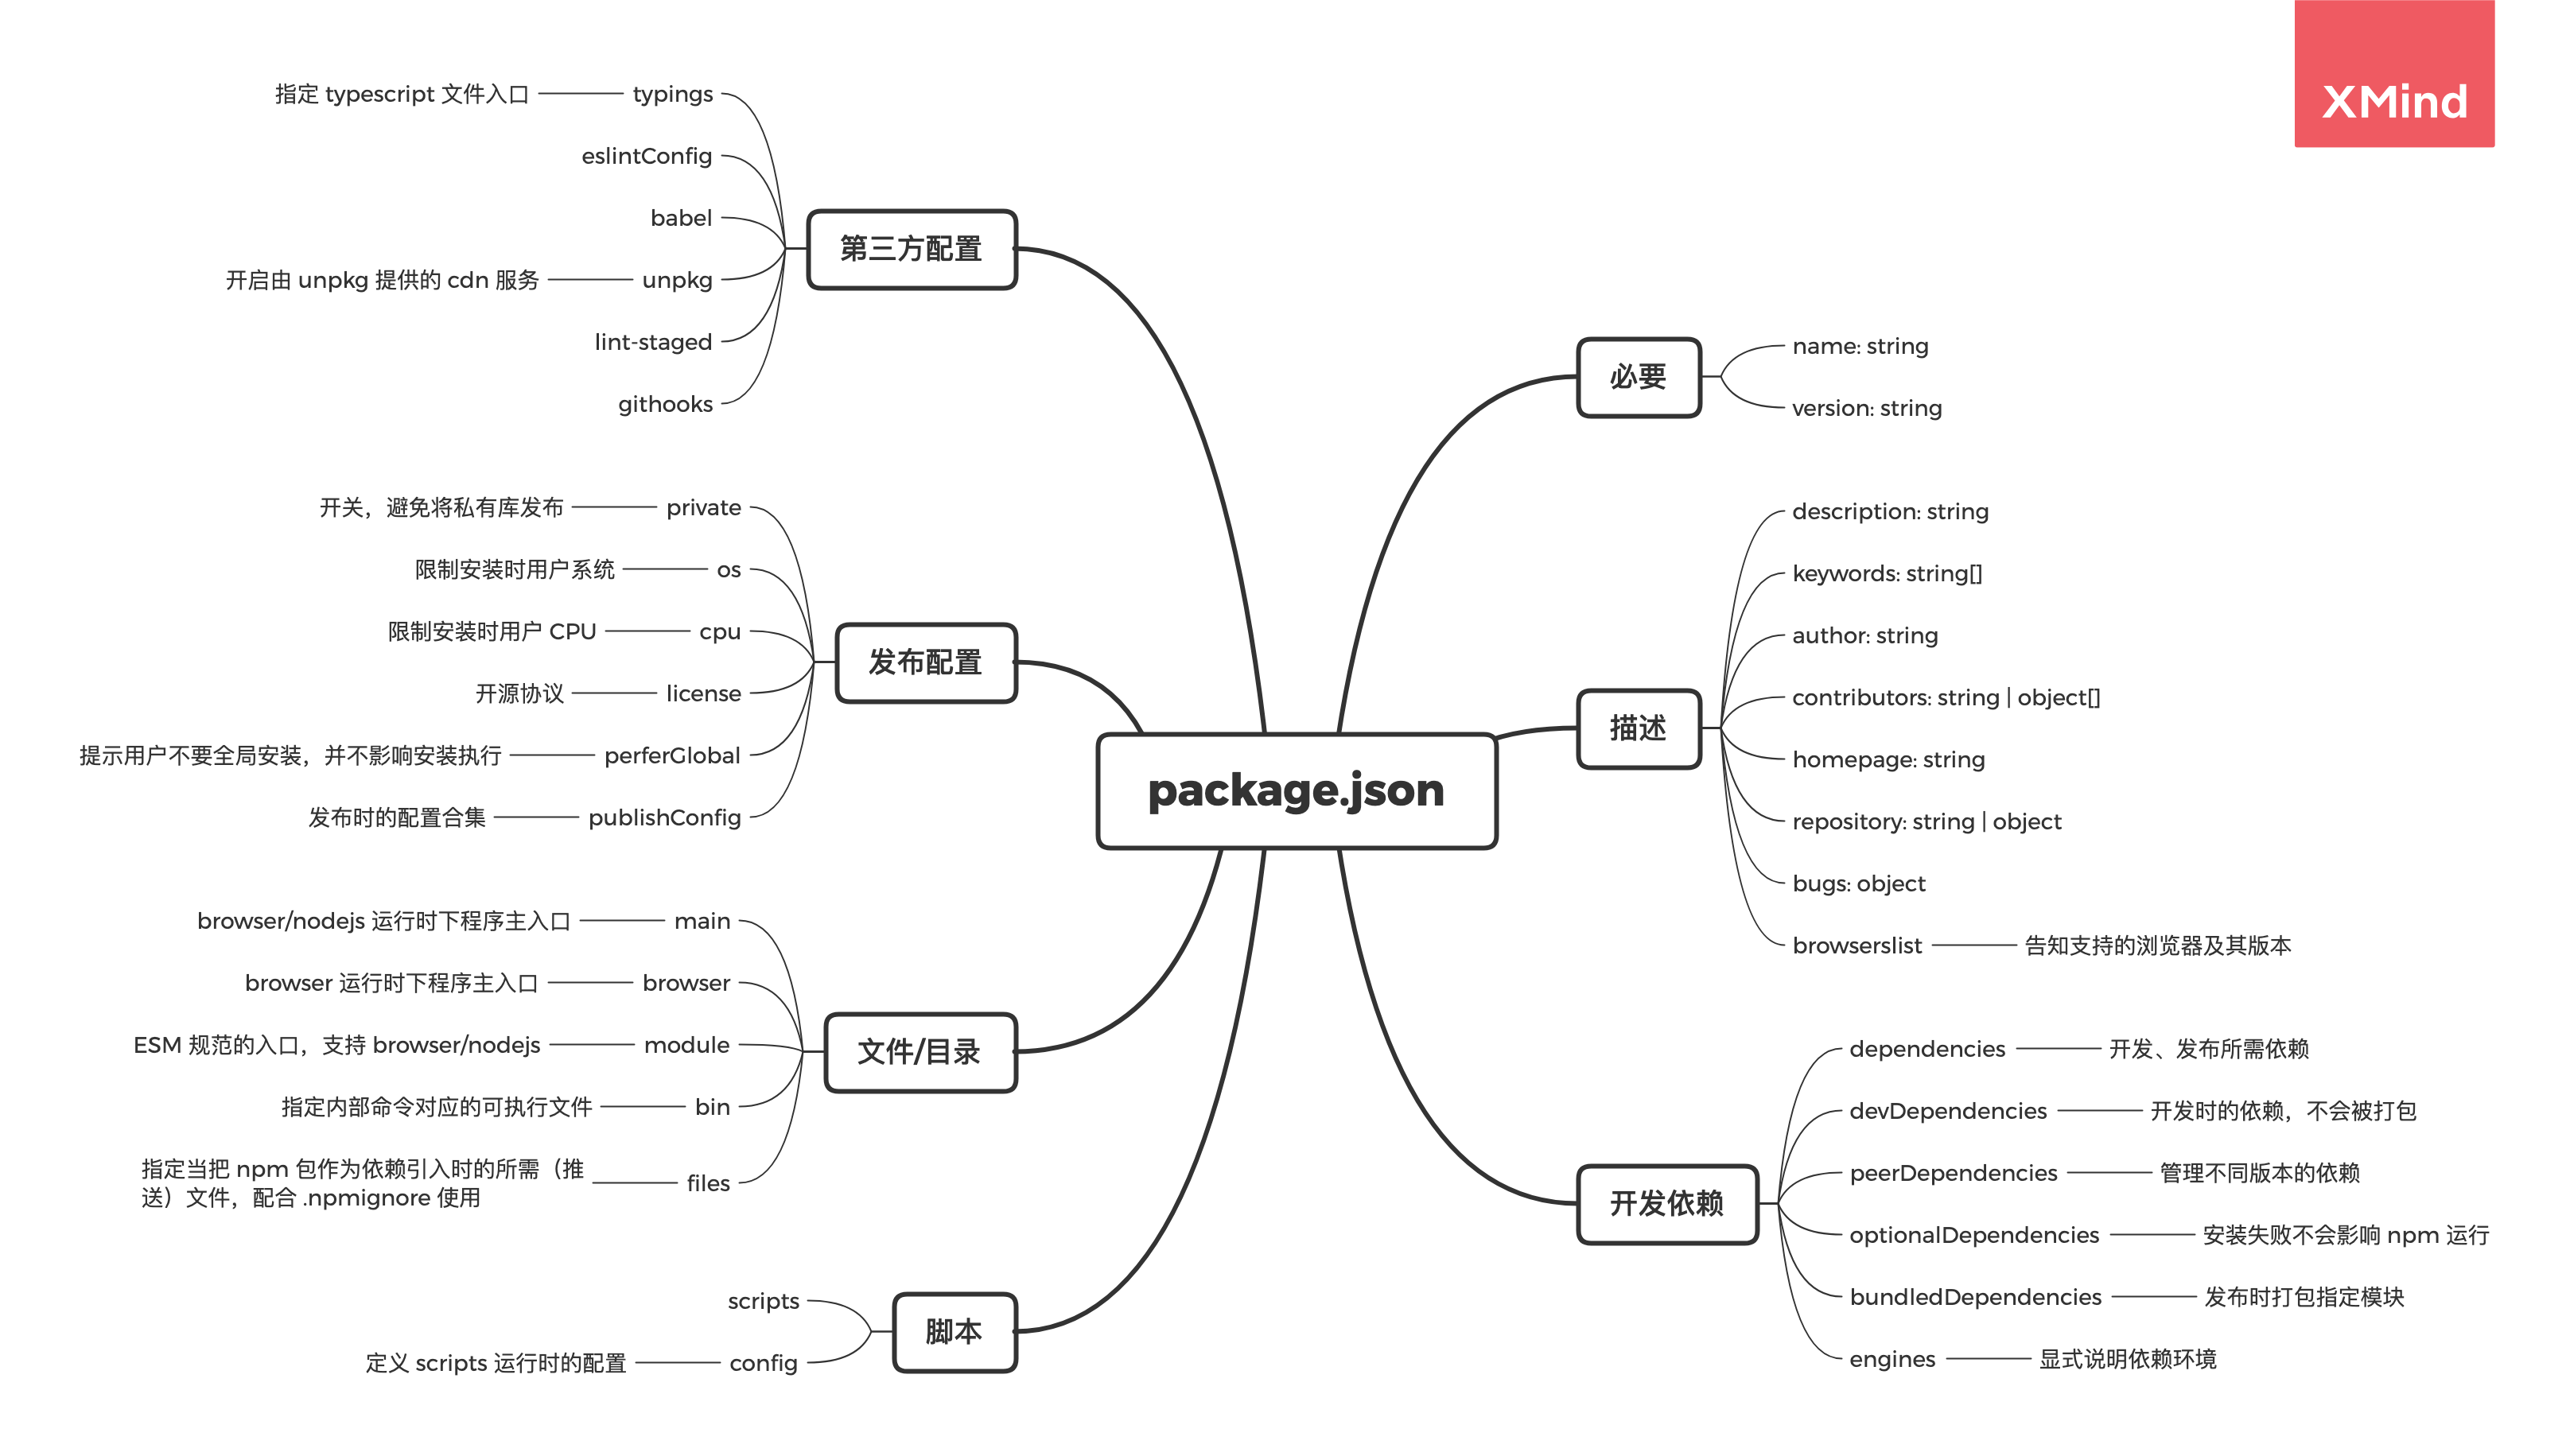 XMind
package.json
必要
name: string
version: string
描述
description: string
keywords: string[]
author: string
contributors: string | object[]
homepage: string
repository: string | object
bugs: object
browserslist
告知支持的浏览器及其版本
开发依赖
dependencies
开发、发布所需依赖
devDependencies
开发时的依赖，不会被打包
peerDependencies
管理不同版本的依赖
optionalDependencies
安装失败不会影响 npm 运行
bundledDependencies
发布时打包指定模块
engines
显式说明依赖环境
第三方配置
typings
指定 typescript 文件入口
eslintConfig
babel
unpkg
开启由 unpkg 提供的 cdn 服务
lint-staged
githooks
发布配置
private
开关，避免将私有库发布
os
限制安装时用户系统
cpu
限制安装时用户 CPU
license
开源协议
perferGlobal
提示用户不要全局安装，并不影响安装执行
publishConfig
发布时的配置合集
文件/目录
main
browser/nodejs 运行时下程序主入口
browser
browser 运行时下程序主入口
module
ESM 规范的入口，支持 browser/nodejs
bin
指定内部命令对应的可执行文件
files
指定当把 npm 包作为依赖引入时的所需（推
送）文件，配合 .npmignore 使用
脚本
scripts
config
定义 scripts 运行时的配置